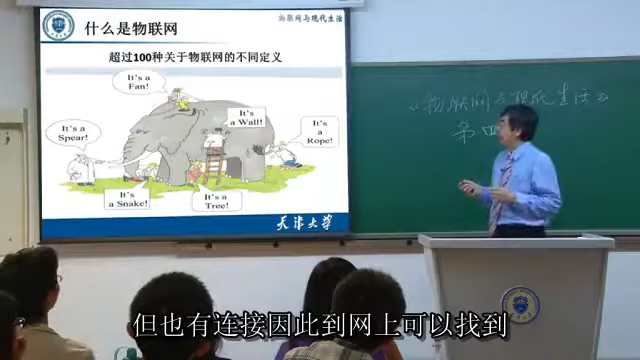 什么是物联网
物联网与现代生活
超过100种关于物联网的不同定义
It's a
Fan!
It's a
Spear!
It's
a Wall!
It's
a
Rope!
It's
a Snake!
It's a
Tree!
天津大学
《物联网与现代生活》
第四
但也有连接因此到网上可以找到